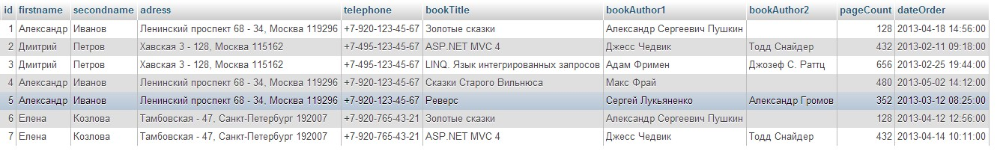 id firstname secondname adress telephone bookTitle bookAuthor1 bookAuthor2 pageCount dateOrder
1 Александр Иванов Ленинский проспект 68 - 34, Москва 119296 +7-920-123-45-67 Золотые сказки Александр Сергеевич Пушкин 128 2013-04-18 14:56:00
2 Дмитрий Петров Хавская 3 - 128, Москва 115162 +7-495-123-45-67 ASP.NET MVC 4 Джесс Чедвик Тодд Снайдер 432 2013-02-11 09:18:00
3 Дмитрий Петров Хавская 3 - 128, Москва 115162 +7-495-123-45-67 LINQ. Язык интегрированных запросов Адам Фримен Джозеф С. Раттц 656 2013-02-25 19:44:00
4 Александр Иванов Ленинский проспект 68 - 34, Москва 119296 +7-920-123-45-67 Сказки Старого Вильнюса Макс Фрай 480 2013-05-02 14:12:00
5 Александр Иванов Ленинский проспект 68 - 34, Москва 119296 +7-920-123-45-67 Реверс Сергей Лукьяненко Александр Громов 352 2013-03-12 08:25:00
6 Елена Козлова Тамбовская - 47, Санкт-Петербург 192007 +7-920-765-43-21 Золотые сказки Александр Сергеевич Пушкин 128 2013-04-12 12:56:00
7 Елена Козлова Тамбовская - 47, Санкт-Петербург 192007 +7-920-765-43-21 ASP.NET MVC 4 Джесс Чедвик Тодд Снайдер 432 2013-04-14 10:11:00